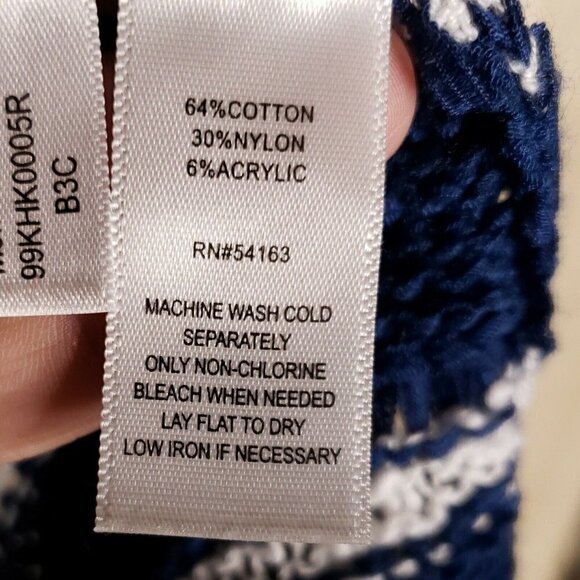 99KHK0005R
B3C
64%COTTON
30%NYLON
6%ACRYLIC
RN#54163
MACHINE WASH COLD
SEPARATELY
ONLY NON-CHLORINE
BLEACH WHEN NEEDED
LAY FLAT TO DRY
LOW IRON IF NECESSARY